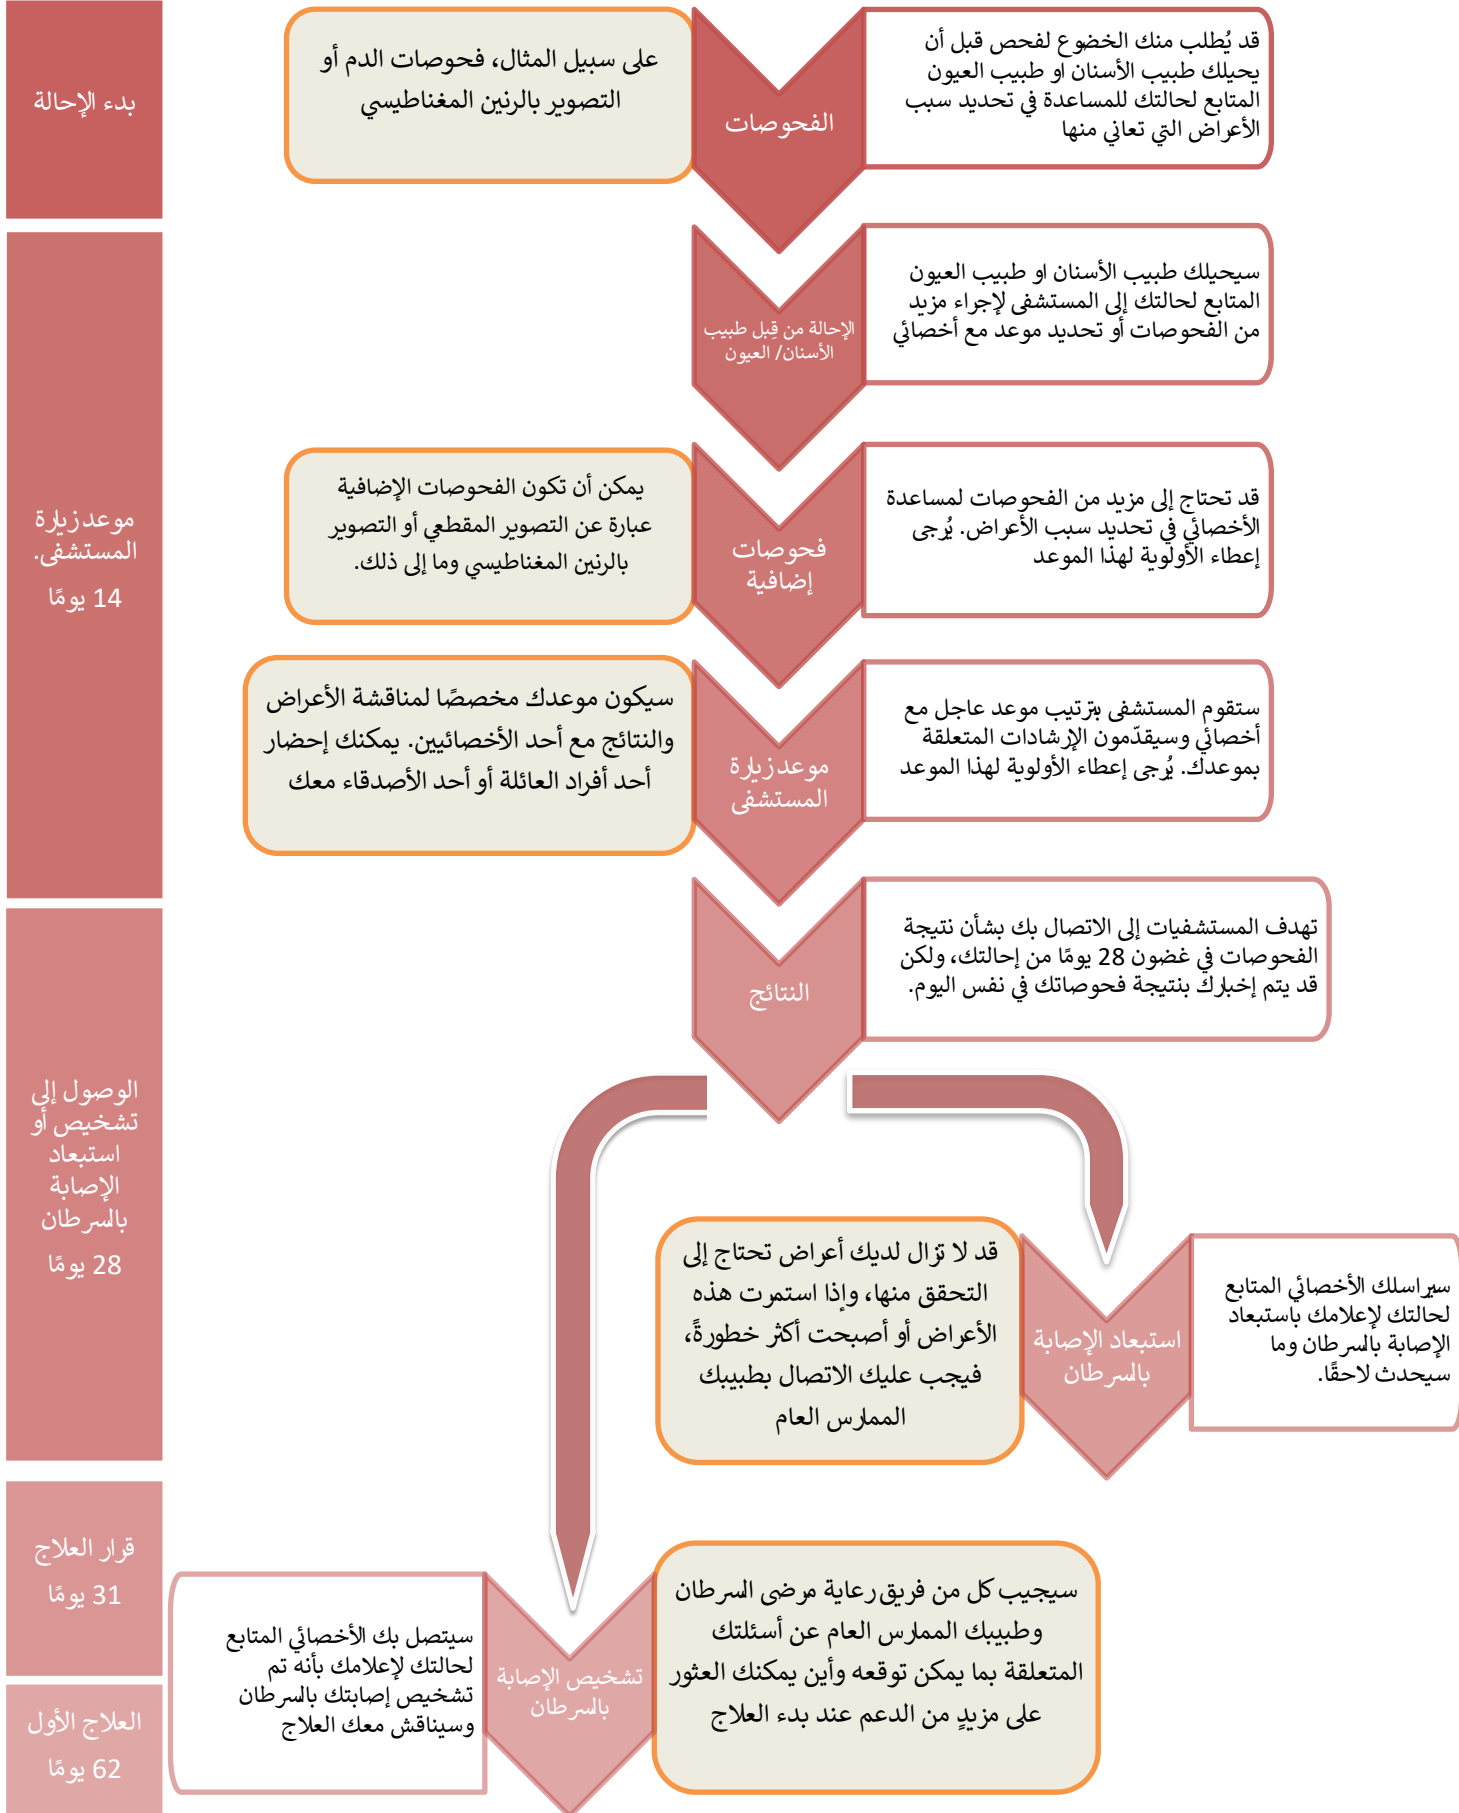 بدء الإحالة
قد يُطلب منك الخضوع لفحص قبل أن
يحيلك طبيب الأسنان او طبيب العيون
المتابع لحالتك للمساعدة في تحديد سبب
الأعراض التي تعاني منها
الفحوصات
على سبيل المثال، فحوصات الدم أو
التصوير بالرنين المغناطيسي
سيحيلك طبيب الأسنان او طبيب العيون
المتابع لحالتك إلى المستشفى لإجراء مزيد
من الفحوصات أو تحديد موعد مع أخصائي
الإحالة من قِبل طبيب
الأسنان/ العيون
موعد زيارة
المستشفى.
14 يومًا
قد تحتاج إلى مزيد من الفحوصات لمساعدة
الأخصائي في تحديد سبب الأعراض. يُرجى
إعطاء الأولوية لهذا الموعد
فحوصات
إضافية
يمكن أن تكون الفحوصات الإضافية
عبارة عن التصوير المقطعي أو التصوير
بالرنين المغناطيسي وما إلى ذلك.
ستقوم المستشفى بترتيب موعد عاجل مع
أخصائي وسيقدّمون الإرشادات المتعلقة
بموعدك. يُرجى إعطاء الأولوية لهذا الموعد
موعد زيارة
المستشفى
سيكون موعدك مخصصًا لمناقشة الأعراض
والنتائج مع أحد الأخصائيين. يمكنك إحضار
أحد أفراد العائلة أو أحد الأصدقاء معك
تهدف المستشفيات إلى الاتصال بك بشأن نتيجة
الفحوصات في غضون 28 يومًا من إحالتك، ولكن
قد يتم إخبارك بنتيجة فحوصاتك في نفس اليوم.
النتائج
الوصول إلى
تشخيص أو
استبعاد
الإصابة
بالسرطان
28 يومًا
سيراسلك الأخصائي المتابع
لحالتك لإعلامك باستبعاد
الإصابة بالسرطان وما
سيحدث لاحقًا.
استبعاد الإصابة
بالسرطان
قد لا تزال لديك أعراض تحتاج إلى
التحقق منها، وإذا استمرت هذه
الأعراض أو أصبحت أكثر خطورةً،
فيجب عليك الاتصال بطبيبك
الممارس العام
قرار العلاج
31 يومًا
سيجيب كل من فريق رعاية مرضى السرطان
وطبيبك الممارس العام عن أسئلتك
المتعلقة بما يمكن توقعه وأين يمكنك العثور
على مزيدٍ من الدعم عند بدء العلاج
تشخيص الإصابة
بالسرطان
سيتصل بك الأخصائي المتابع
لحالتك لإعلامك بأنه تم
تشخيص إصابتك بالسرطان
وسيناقش معك العلاج
العلاج الأول
62 يومًا